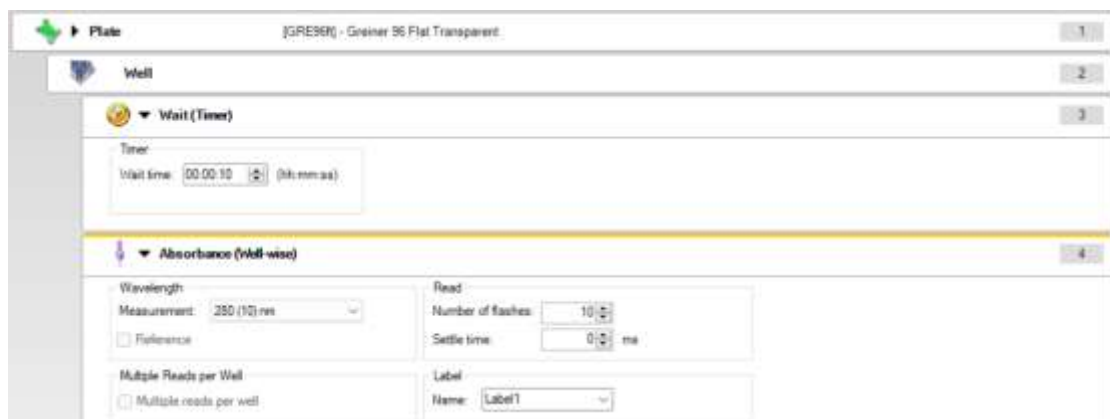 Plate [GRE96ft] - Greiner 96 Flat Transparent 1
Well 2
Wait (Timer) 3
Timer
Wait time: 00:00:10 (hh:mm:ss)
Absorbance (Well-wise) 4
Wavelength Read
Measurement: 280 (10) nm Number of flashes: 10
Reference Settle time: 0 ms
Multiple Reads per Well Label
Multiple reads per well Name: Label1